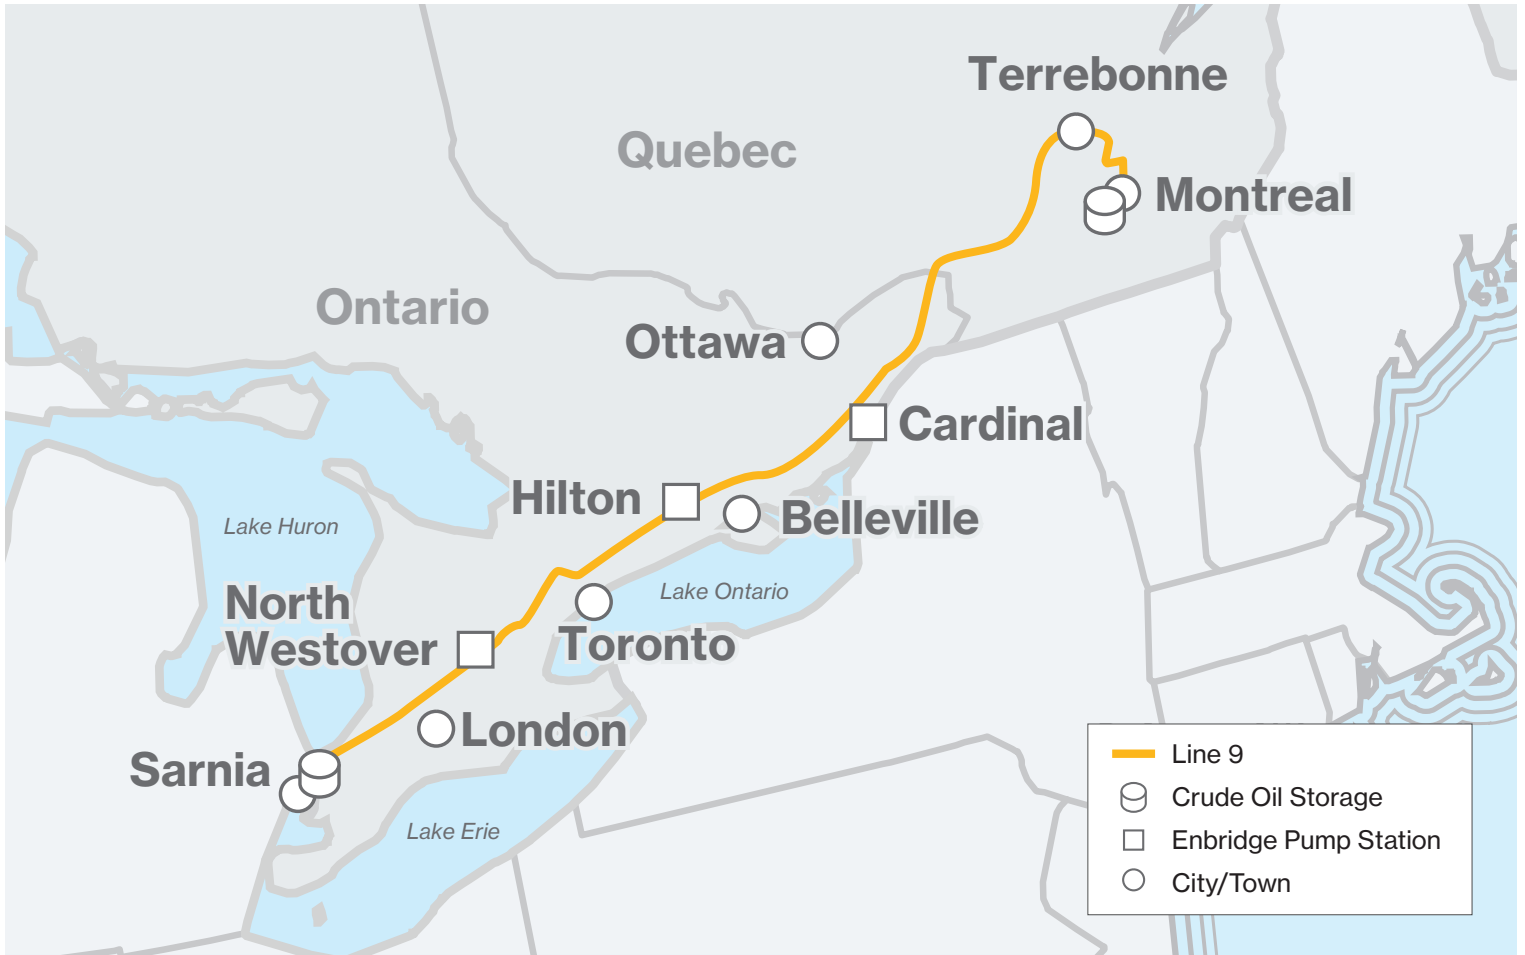 Terrebonne
Quebec
Montreal
Ontario
Ottawa
Cardinal
Hilton
Belleville
Lake Huron
Lake Ontario
North
Westover
Toronto
London
Sarnia
Lake Erie
Line 9
Crude Oil Storage
Enbridge Pump Station
City/Town